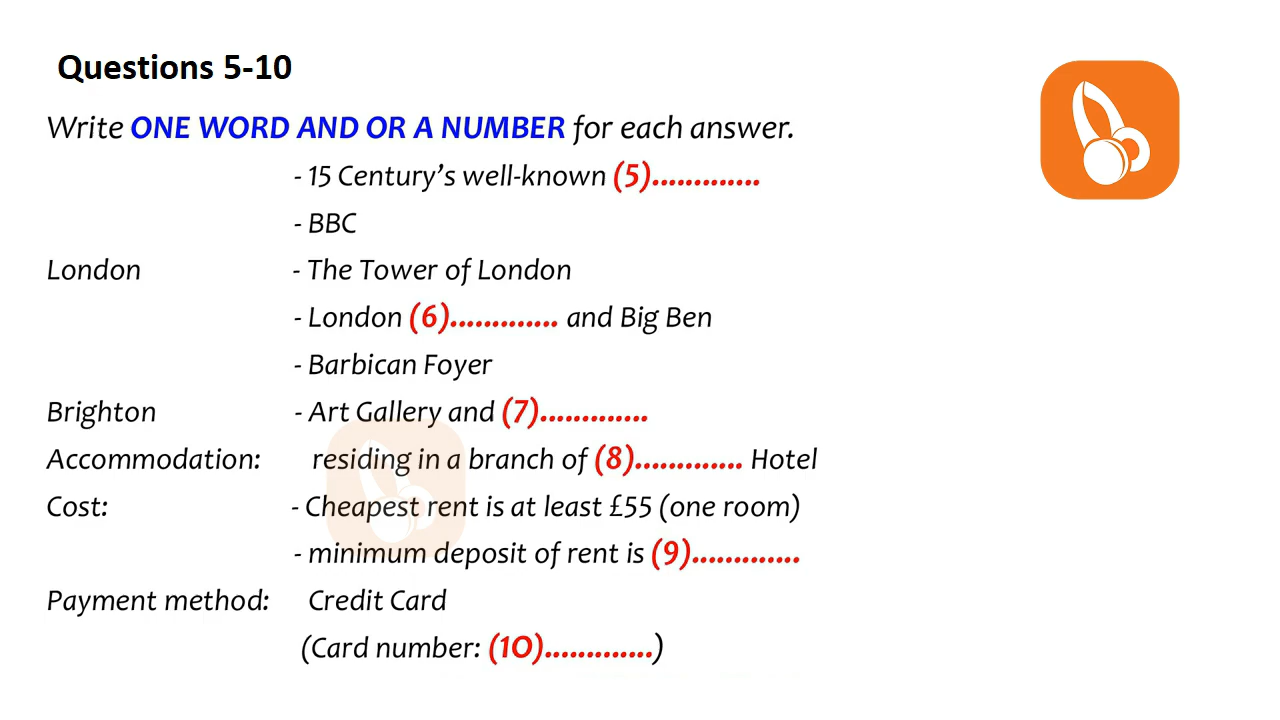 Questions 5-10
Write ONE WORD AND OR A NUMBER for each answer.
- 15 Century's well-known (5).............
- BBC
London - The Tower of London
- London (6)............. and Big Ben
- Barbican Foyer
Brighton - Art Gallery and (7).............
Accommodation: residing in a branch of (8)............. Hotel
Cost: - Cheapest rent is at least £55 (one room)
- minimum deposit of rent is (9).............
Payment method: Credit Card
(Card number: (10).............)